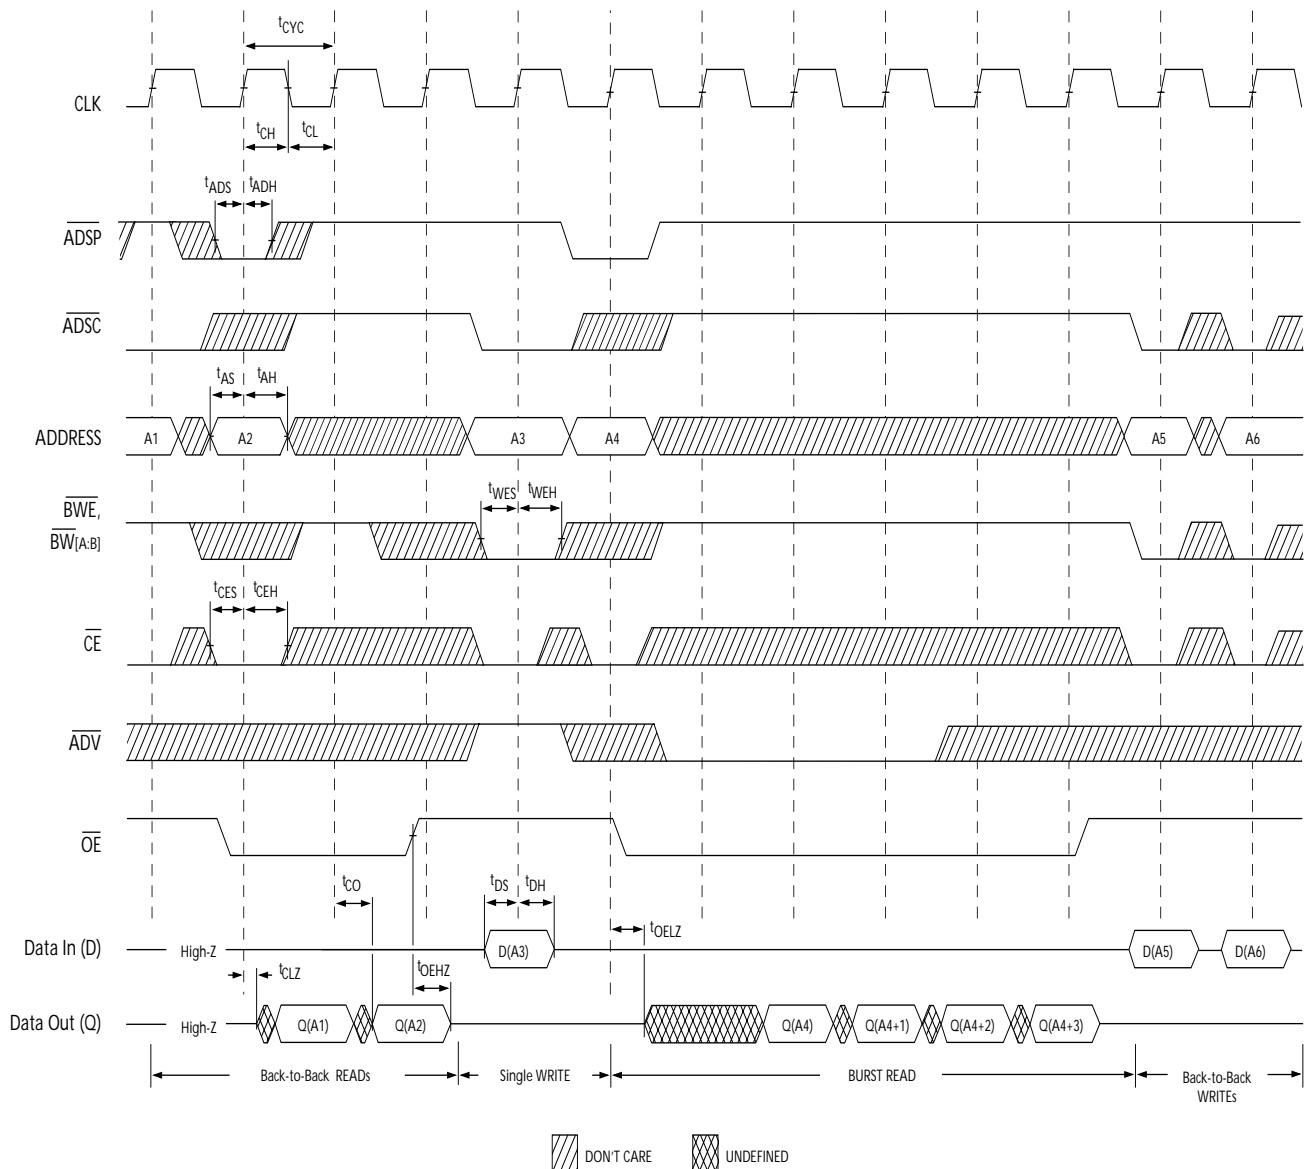 tCYC
CLK
tCH
tCL
tADS
tADH
ADSP
ADSC
tAS
tAH
ADDRESS
A1
A2
A3
A4
A5
A6
tWES
tWEH
BWE,
BW[A:B]
tCES
tCEH
CE
ADV
OE
tCO
tDS
tDH
tOELZ
Data In (D)
High-Z
D(A3)
D(A5)
D(A6)
tCLZ
tOEHZ
Data Out (Q)
High-Z
Q(A1)
Q(A2)
Q(A4)
Q(A4+1)
Q(A4+2)
Q(A4+3)
Back-to-Back READs
Single WRITE
BURST READ
Back-to-Back
WRITEs
DON'T CARE
UNDEFINED